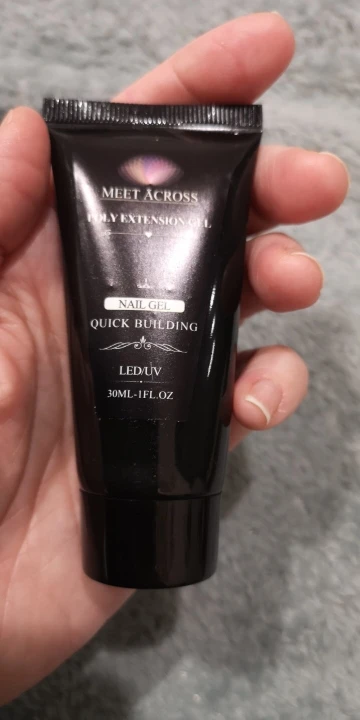 MEET ACROSS
POLY EXTENSION GEL
NAIL GEL
QUICK BUILDING
LED/UV
30ML-1FL.OZ